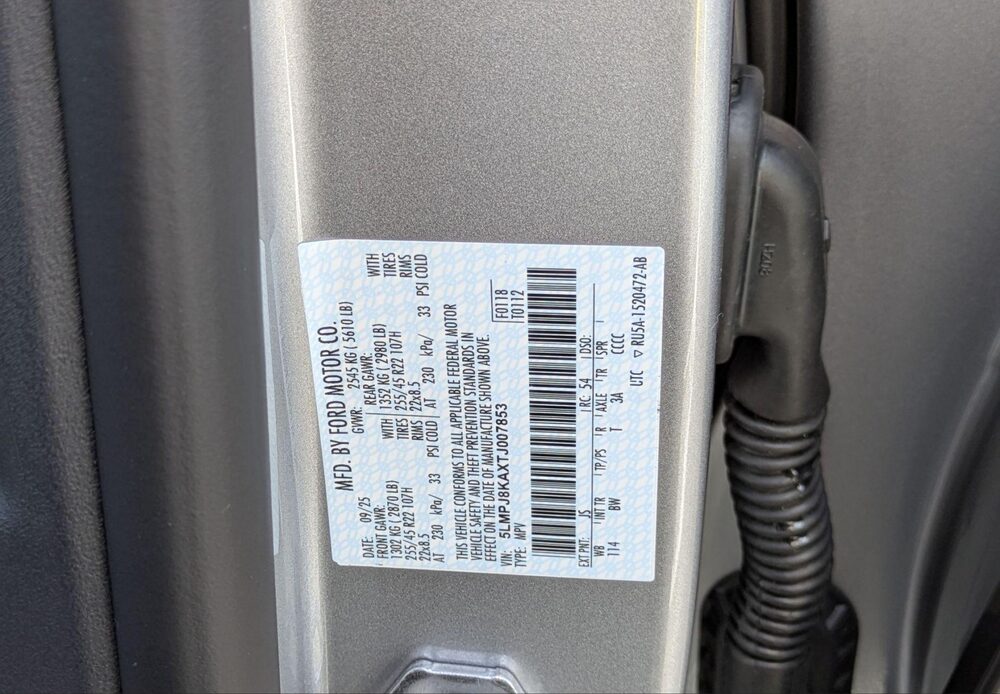 MFD. BY FORD MOTOR CO.
DATE: 09/25 GVWR: 2545 KG ( 5610 LB)
FRONT GAWR: REAR GAWR:
1302 KG ( 2870 LB) WITH 1352 KG ( 2980 LB) WITH
255/45 R22 107H TIRES 255/45 R22 107H TIRES
22x8.5 RIMS 22x8.5 RIMS
AT 230 kPa/ 33 PSI COLD AT 230 kPa/ 33 PSI COLD
THIS VEHICLE CONFORMS TO ALL APPLICABLE FEDERAL MOTOR
VEHICLE SAFETY AND THEFT PREVENTION STANDARDS IN
EFFECT ON THE DATE OF MANUFACTURE SHOWN ABOVE.
VIN: 5LMPJ8KAXTJ007853 F0118
TYPE: MPV T0112
EXT PNT: JS RC: 54 DSO:
WB INT TR TP/PS R AXLE TR SPR
114 BW T 3A CCCC
UTC ▽ RU5A-1520472-AB